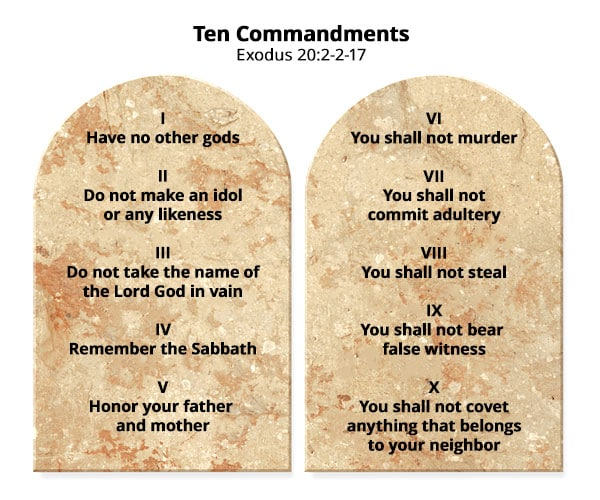 Ten Commandments
Exodus 20:2-2-17
I
Have no other gods
II
Do not make an idol
or any likeness
III
Do not take the name of
the Lord God in vain
IV
Remember the Sabbath
V
Honor your father
and mother
VI
You shall not murder
VII
You shall not
commit adultery
VIII
You shall not steal
IX
You shall not bear
false witness
X
You shall not covet
anything that belongs
to your neighbor